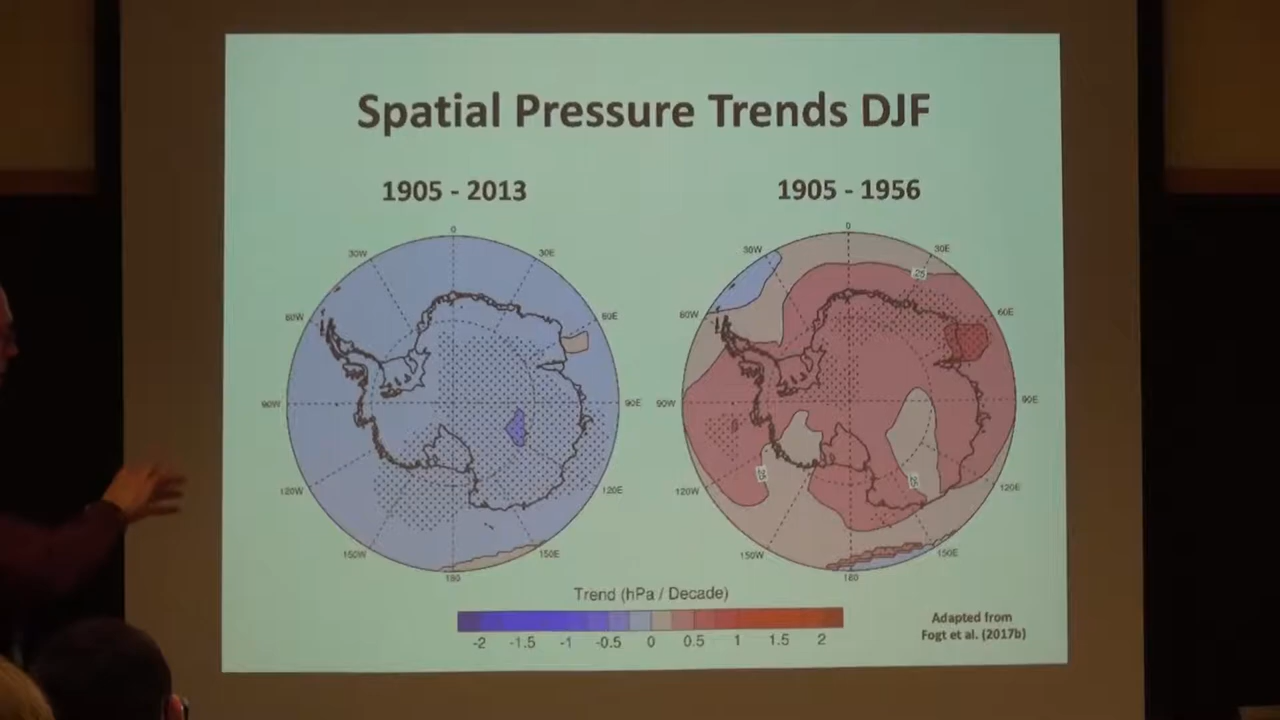 Spatial Pressure Trends DJF
1905 - 2013
1905 - 1956
0
30W
30E
60W
60E
90W
90E
120W
120E
150W
150E
180
0
30W
30E
.25
60W
60E
90W
90E
120W
120E
150W
150E
180
Trend (hPa / Decade)
-2 -1.5 -1 -0.5 0 0.5 1 1.5 2
Adapted from
Fogt et al. (2017b)